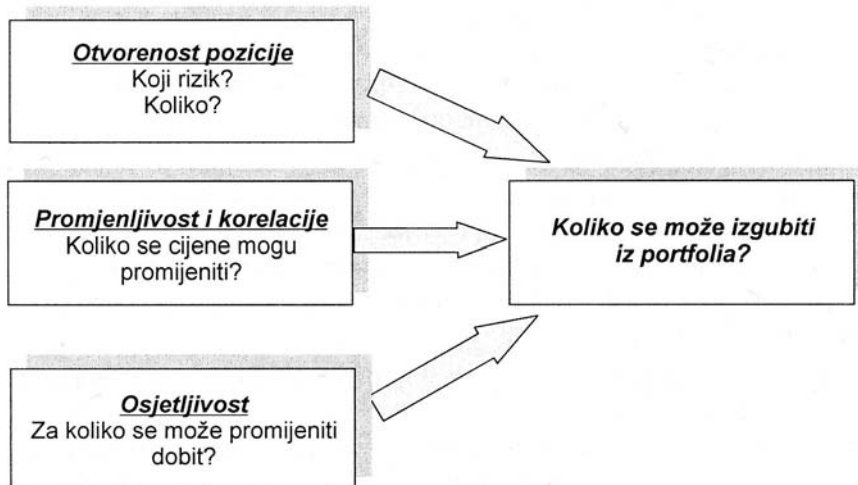 Otvorenost pozicije
Koji rizik?
Koliko?
Promjenljivost i korelacije
Koliko se cijene mogu
promijeniti?
Osjetljivost
Za koliko se može promijeniti
dobit?
Koliko se može izgubiti
iz portfolia?